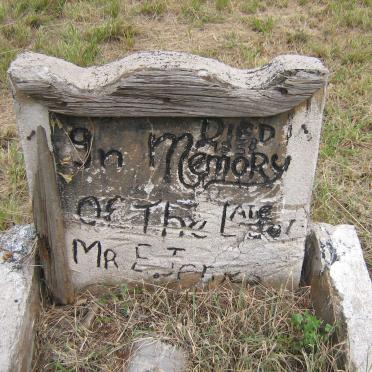 DIED
In Memory
Of The Late
Mr E.J.